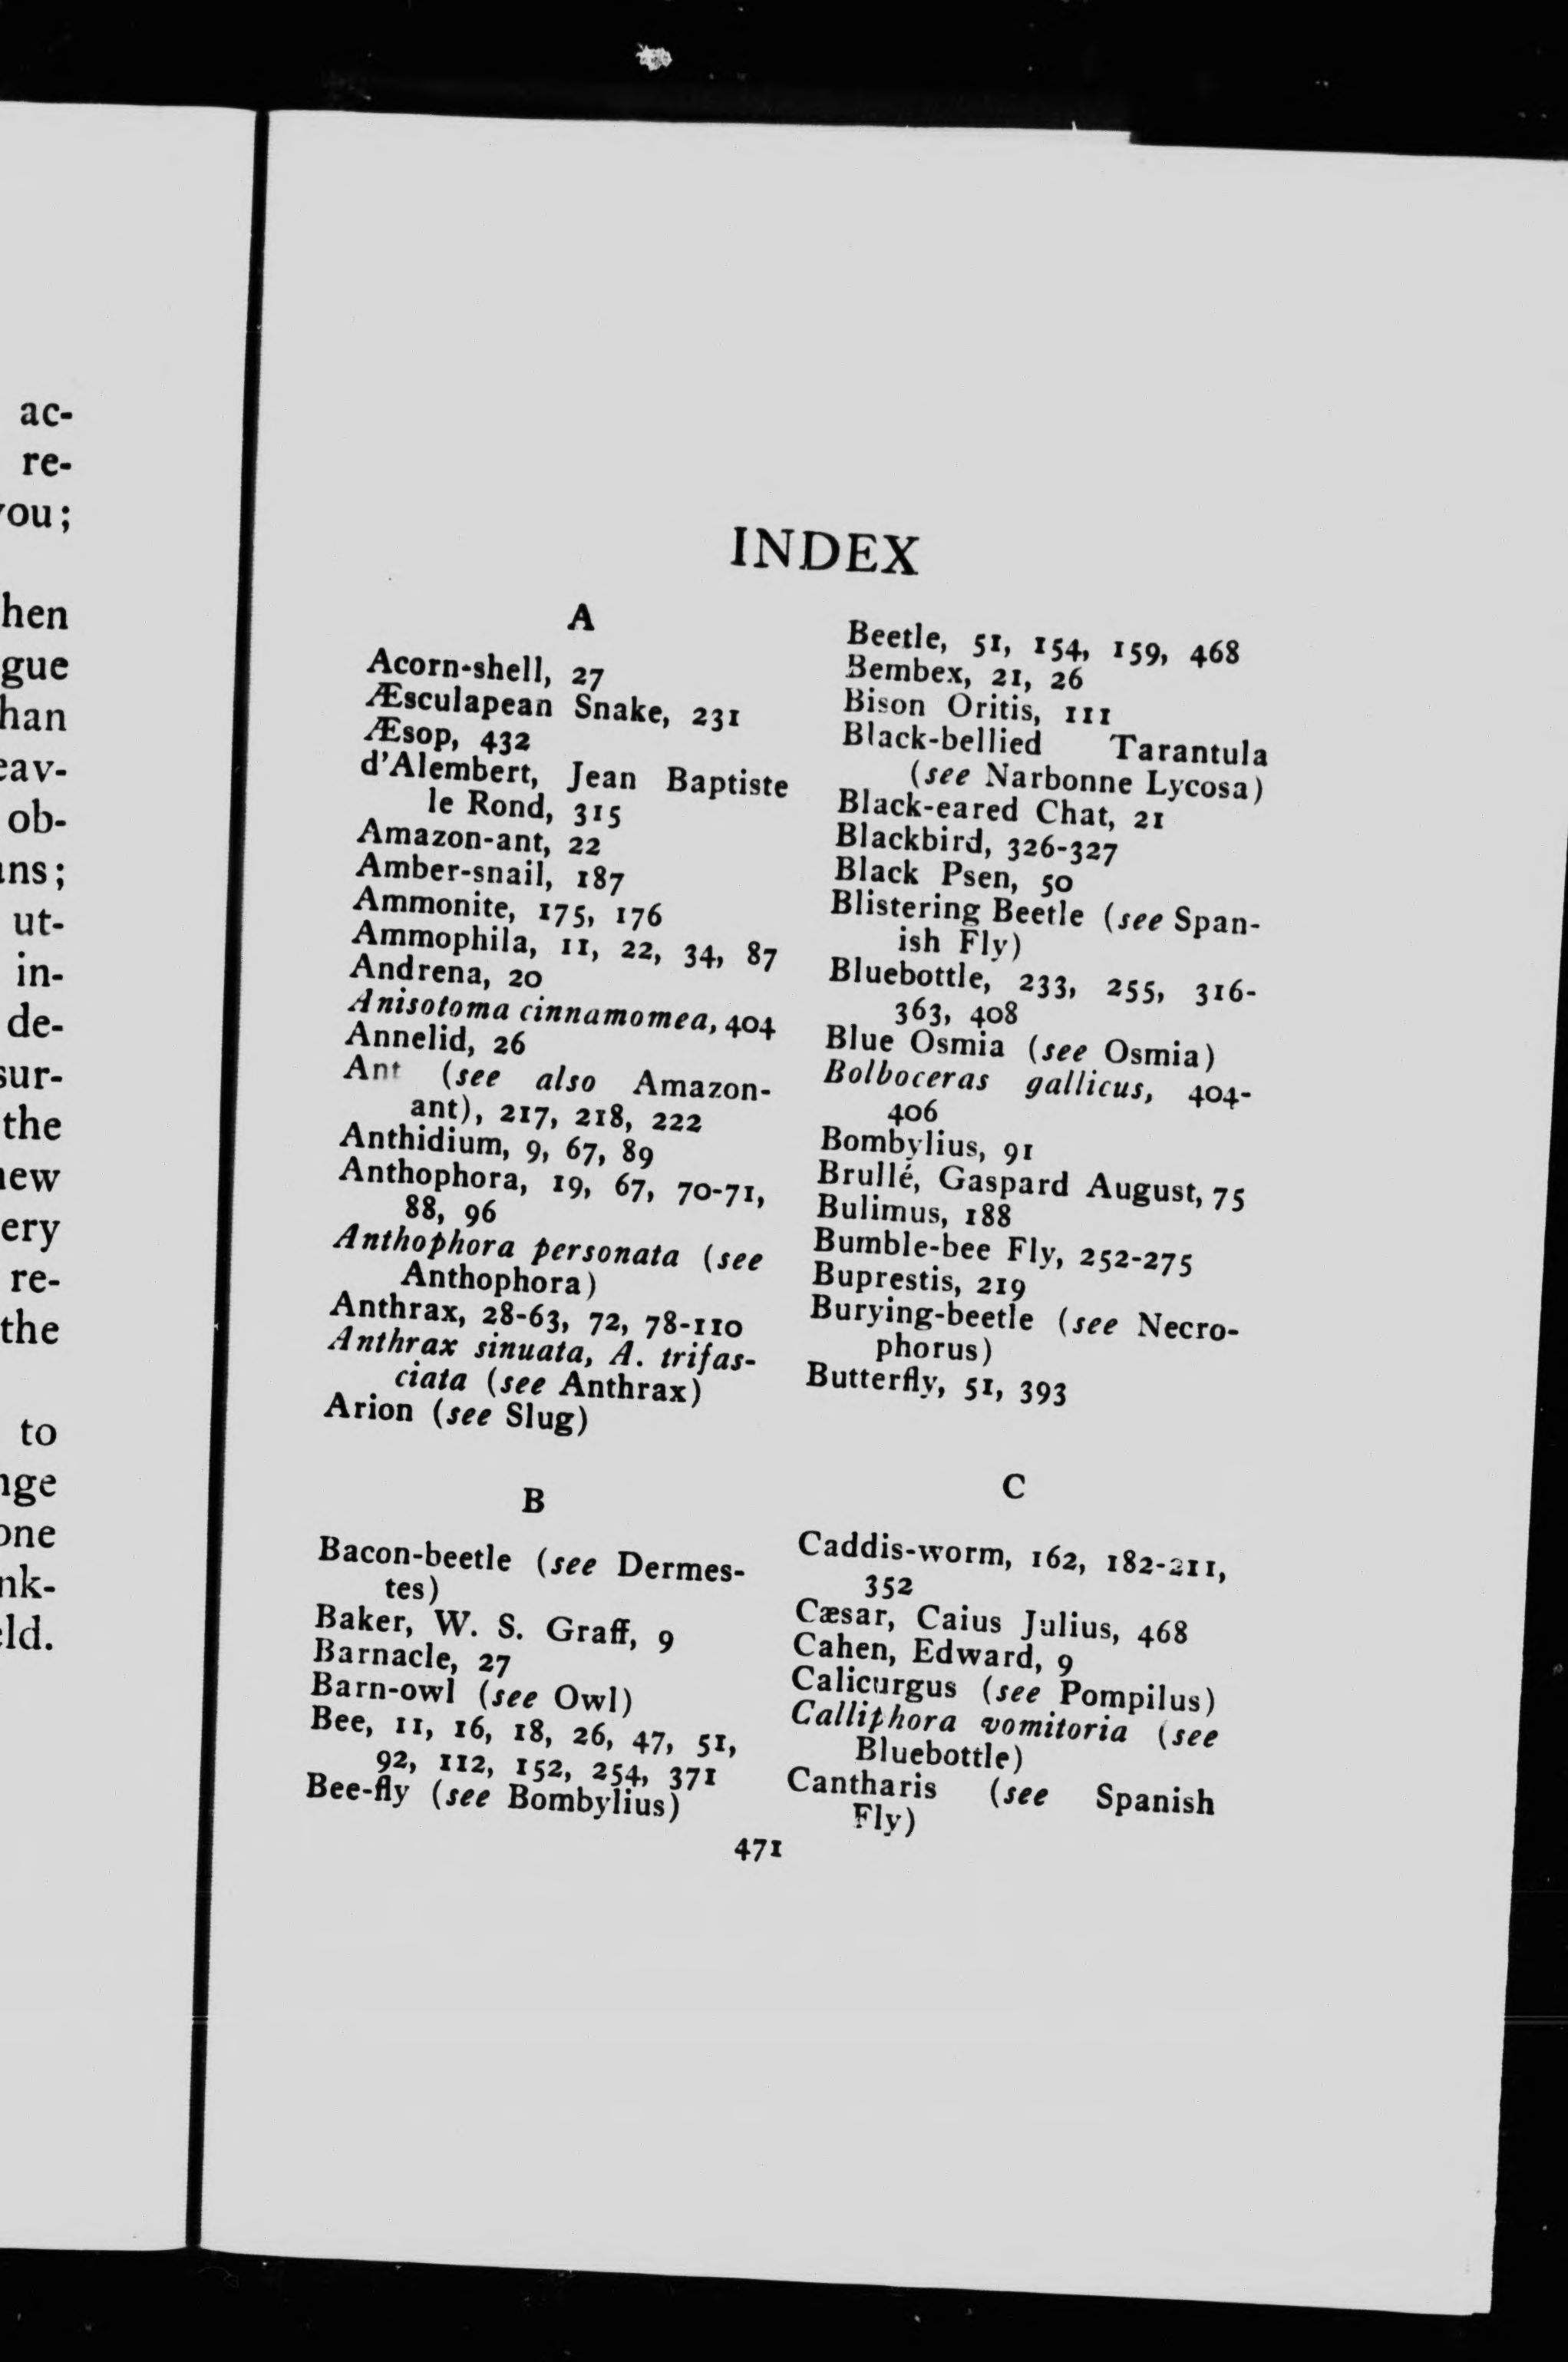 ac-
re-
you;
hen
gue
han
eav-
ob-
ans;
ut-
in-
de-
sur-
the
new
ery
re-
the
to
nge
one
nk-
eld.
INDEX
A
Acorn-shell, 27
Æsculapean Snake, 231
Æsop, 432
d'Alembert, Jean Baptiste
le Rond, 315
Amazon-ant, 22
Amber-snail, 187
Ammonite, 175, 176
Ammophila, 11, 22, 34, 87
Andrena, 20
Anisotoma cinnamomea, 404
Annelid, 26
Ant (see also Amazon-
ant), 217, 218, 222
Anthidium, 9, 67, 89
Anthophora, 19, 67, 70-71,
88, 96
Anthophora personata (see
Anthophora)
Anthrax, 28-63, 72, 78-110
Anthrax sinuata, A. trifas-
ciata (see Anthrax)
Arion (see Slug)
B
Bacon-beetle (see Dermes-
tes)
Baker, W. S. Graff, 9
Barnacle, 27
Barn-owl (see Owl)
Bee, 11, 16, 18, 26, 47, 51,
92, 112, 152, 254, 371
Bee-fly (see Bombylius)
Beetle, 51, 154, 159, 468
Bembex, 21, 26
Bison Oritis, 111
Black-bellied Tarantula
(see Narbonne Lycosa)
Black-eared Chat, 21
Blackbird, 326-327
Black Psen, 50
Blistering Beetle (see Span-
ish Fly)
Bluebottle, 233, 255, 316-
363, 408
Blue Osmia (see Osmia)
Bolboceras gallicus, 404-
406
Bombylius, 91
Brullé, Gaspard August, 75
Bulimus, 188
Bumble-bee Fly, 252-275
Buprestis, 219
Burying-beetle (see Necro-
phorus)
Butterfly, 51, 393
C
Caddis-worm, 162, 182-211,
352
Cæsar, Caius Julius, 468
Cahen, Edward, 9
Calicurgus (see Pompilus)
Calliphora vomitoria (see
Bluebottle)
Cantharis (see Spanish
Fly)
471